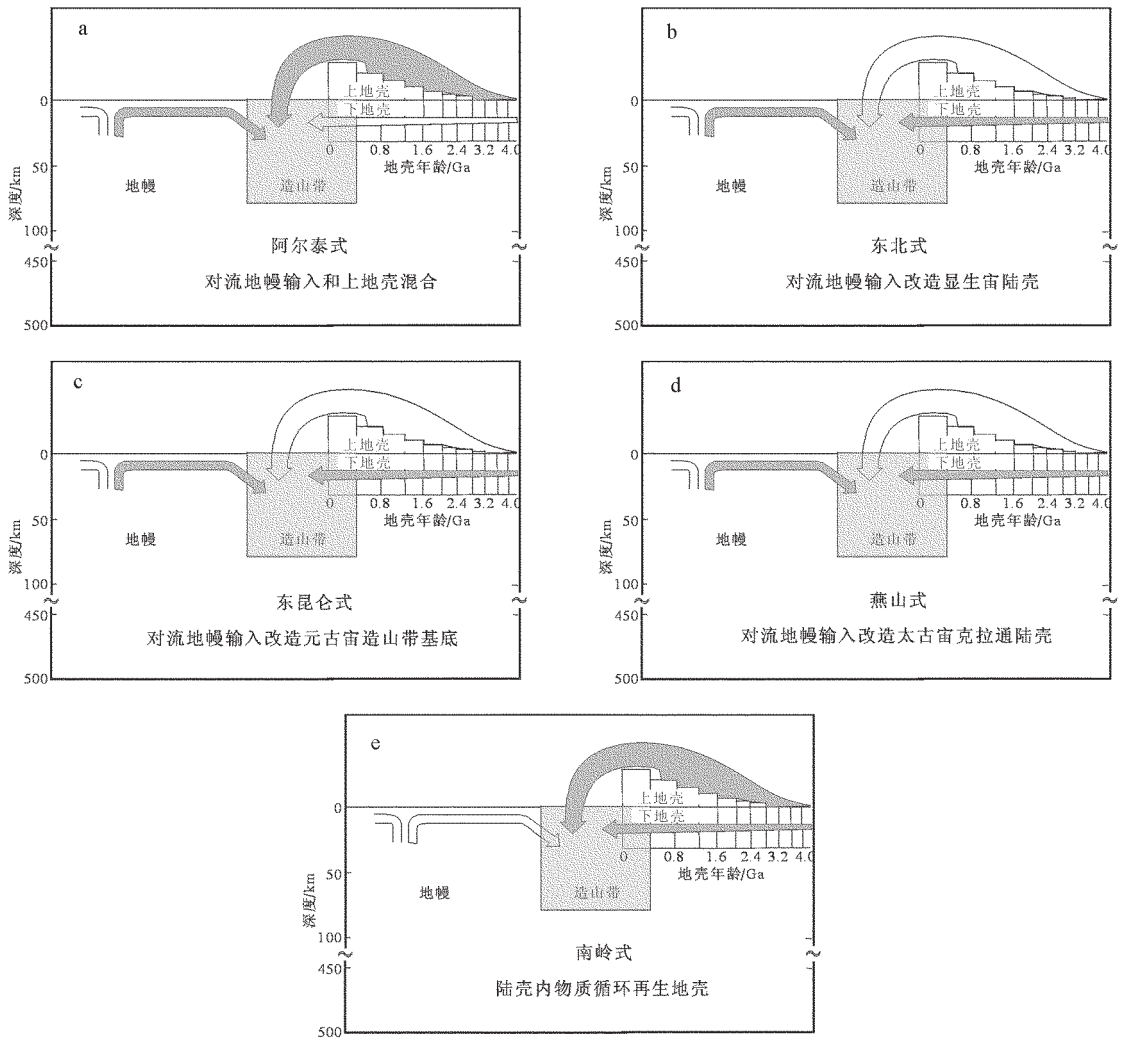 a
0
50
100
450
500
深度/km
上地壳
下地壳
0 0.8 1.6 2.4 3.2 4.0
地壳年龄/Ga
地幔
造山带
阿尔泰式
对流地幔输入和上地壳混合
b
0
50
100
450
500
深度/km
上地壳
下地壳
0 0.8 1.6 2.4 3.2 4.0
地壳年龄/Ga
地幔
造山带
东北式
对流地幔输入改造显生宙陆壳
c
0
50
100
450
500
深度/km
上地壳
下地壳
0 0.8 1.6 2.4 3.2 4.0
地壳年龄/Ga
地幔
造山带
东昆仑式
对流地幔输入改造元古宙造山带基底
d
0
50
100
450
500
深度/km
上地壳
下地壳
0 0.8 1.6 2.4 3.2 4.0
地壳年龄/Ga
地幔
造山带
燕山式
对流地幔输入改造太古宙克拉通陆壳
e
0
50
100
450
500
深度/km
上地壳
下地壳
0 0.8 1.6 2.4 3.2 4.0
地壳年龄/Ga
地幔
造山带
南岭式
陆壳内物质循环再生地壳